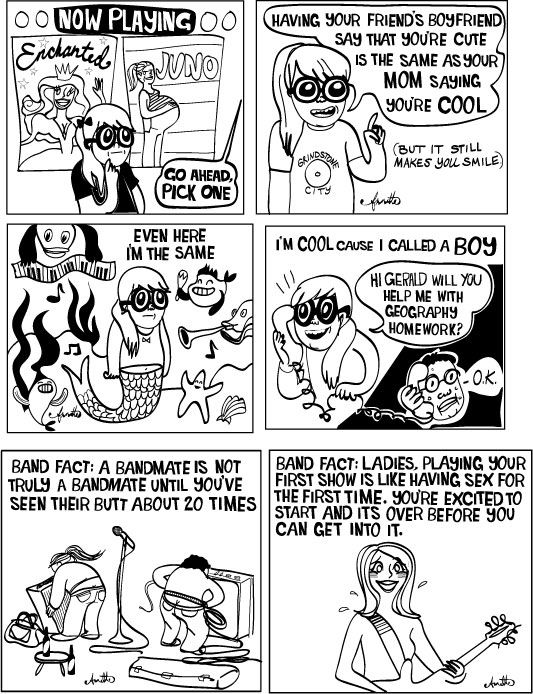 NOW PLAYING
Enchanted
JUNO
GO AHEAD,
PICK ONE
HAVING YOUR FRIEND'S BOYFRIEND
SAY THAT YOU'RE CUTE
IS THE SAME AS YOUR
MOM SAYING
YOU'RE COOL
(BUT IT STILL
MAKES YOU SMILE)
GRINDSTONE
CITY
EVEN HERE
I'M THE SAME
I'M COOL CAUSE I CALLED A BOY
HI GERALD WILL YOU
HELP ME WITH
GEOGRAPHY
HOMEWORK?
O.K.
BAND FACT: A BANDMATE IS NOT
TRULY A BANDMATE UNTIL YOU'VE
SEEN THEIR BUTT ABOUT 20 TIMES
BAND FACT: LADIES, PLAYING YOUR
FIRST SHOW IS LIKE HAVING SEX FOR
THE FIRST TIME. YOU'RE EXCITED TO
START AND ITS OVER BEFORE YOU
CAN GET INTO IT.